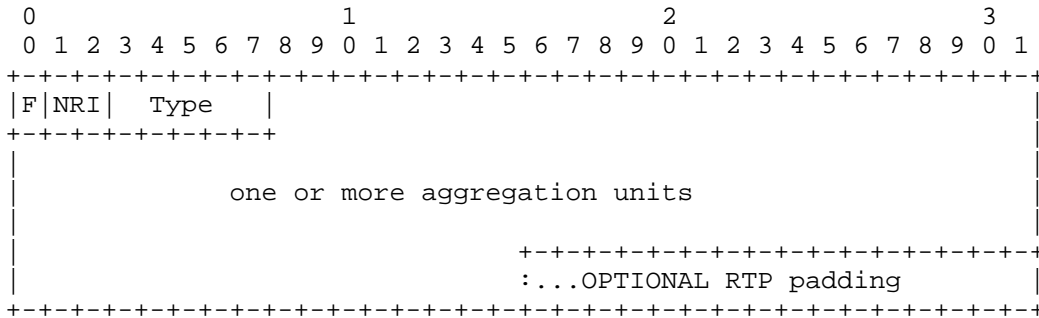 0                   1                   2                   3
 0 1 2 3 4 5 6 7 8 9 0 1 2 3 4 5 6 7 8 9 0 1 2 3 4 5 6 7 8 9 0 1
+-+-+-+-+-+-+-+-+-+-+-+-+-+-+-+-+-+-+-+-+-+-+-+-+-+-+-+-+-+-+-+-+
|F|NRI|  Type   |                                               |
+-+-+-+-+-+-+-+-+                                               |
|                                                               |
|             one or more aggregation units                     |
|                                                               |
|                               +-+-+-+-+-+-+-+-+-+-+-+-+-+-+-+-+
|                               :...OPTIONAL RTP padding        |
+-+-+-+-+-+-+-+-+-+-+-+-+-+-+-+-+-+-+-+-+-+-+-+-+-+-+-+-+-+-+-+-+